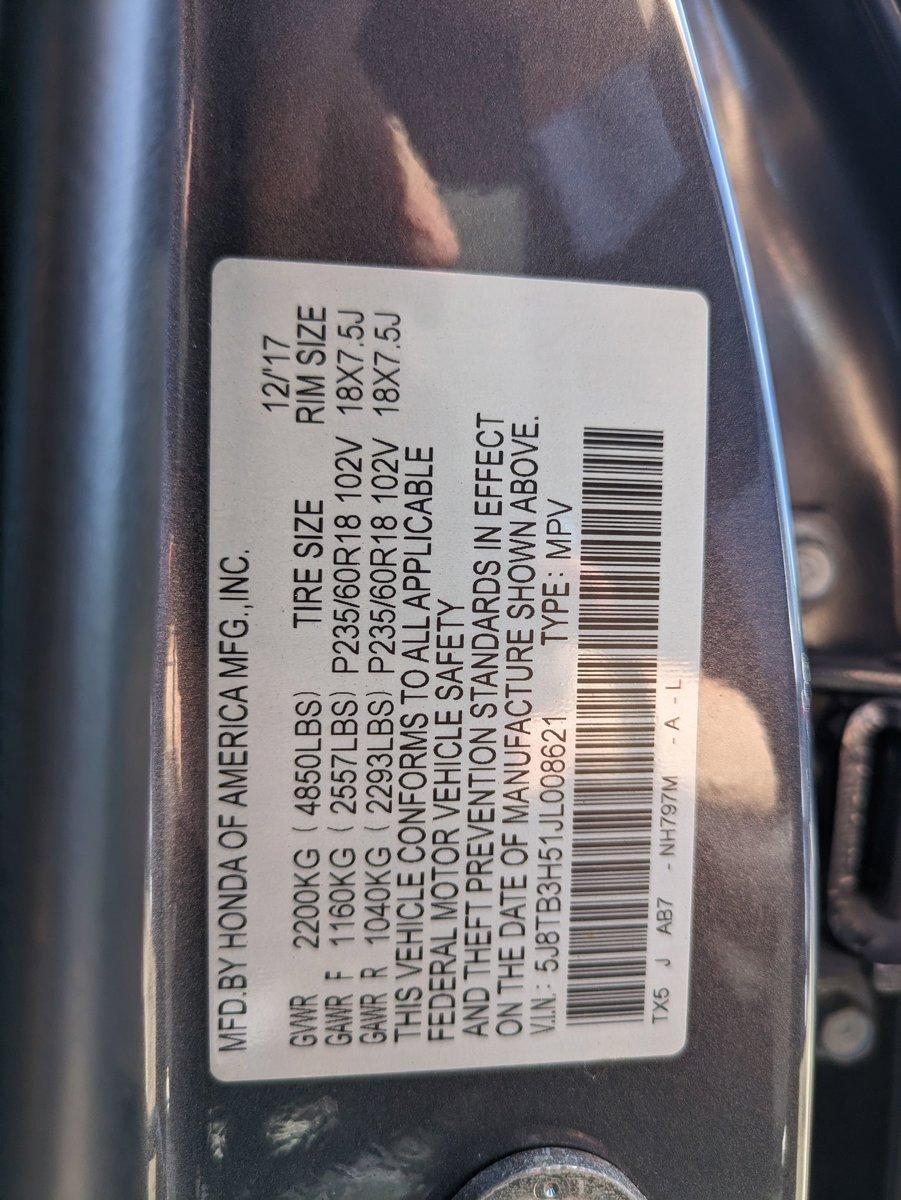 MFD.BY HONDA OF AMERICA MFG.,INC.
12/'17
GVWR 2200KG ( 4850LBS) TIRE SIZE RIM SIZE
GAWR F 1160KG ( 2557LBS) P235/60R18 102V 18X7.5J
GAWR R 1040KG ( 2293LBS) P235/60R18 102V 18X7.5J
THIS VEHICLE CONFORMS TO ALL APPLICABLE
FEDERAL MOTOR VEHICLE SAFETY
AND THEFT PREVENTION STANDARDS IN EFFECT
ON THE DATE OF MANUFACTURE SHOWN ABOVE.
V.I.N.: 5J8TB3H51JL008621 TYPE: MPV
TX5 J AB7 - NH797M - A - L